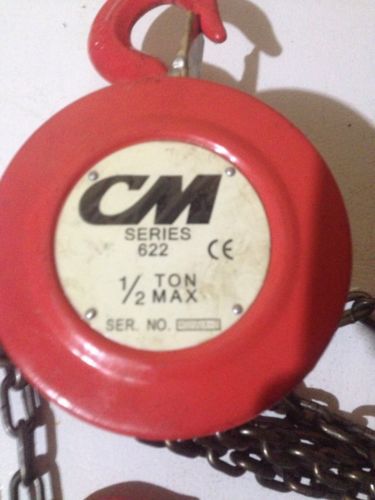 CM
SERIES
622 CE
1/2 TON
MAX
SER. NO.